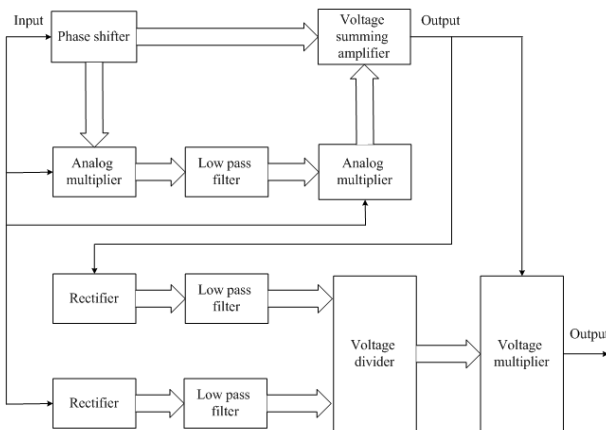 Input
Phase shifter
Voltage
summing
amplifier
Output
Analog
multiplier
Low pass
filter
Analog
multiplier
Rectifier
Low pass
filter
Voltage
divider
Voltage
multiplier
Output
Rectifier
Low pass
filter